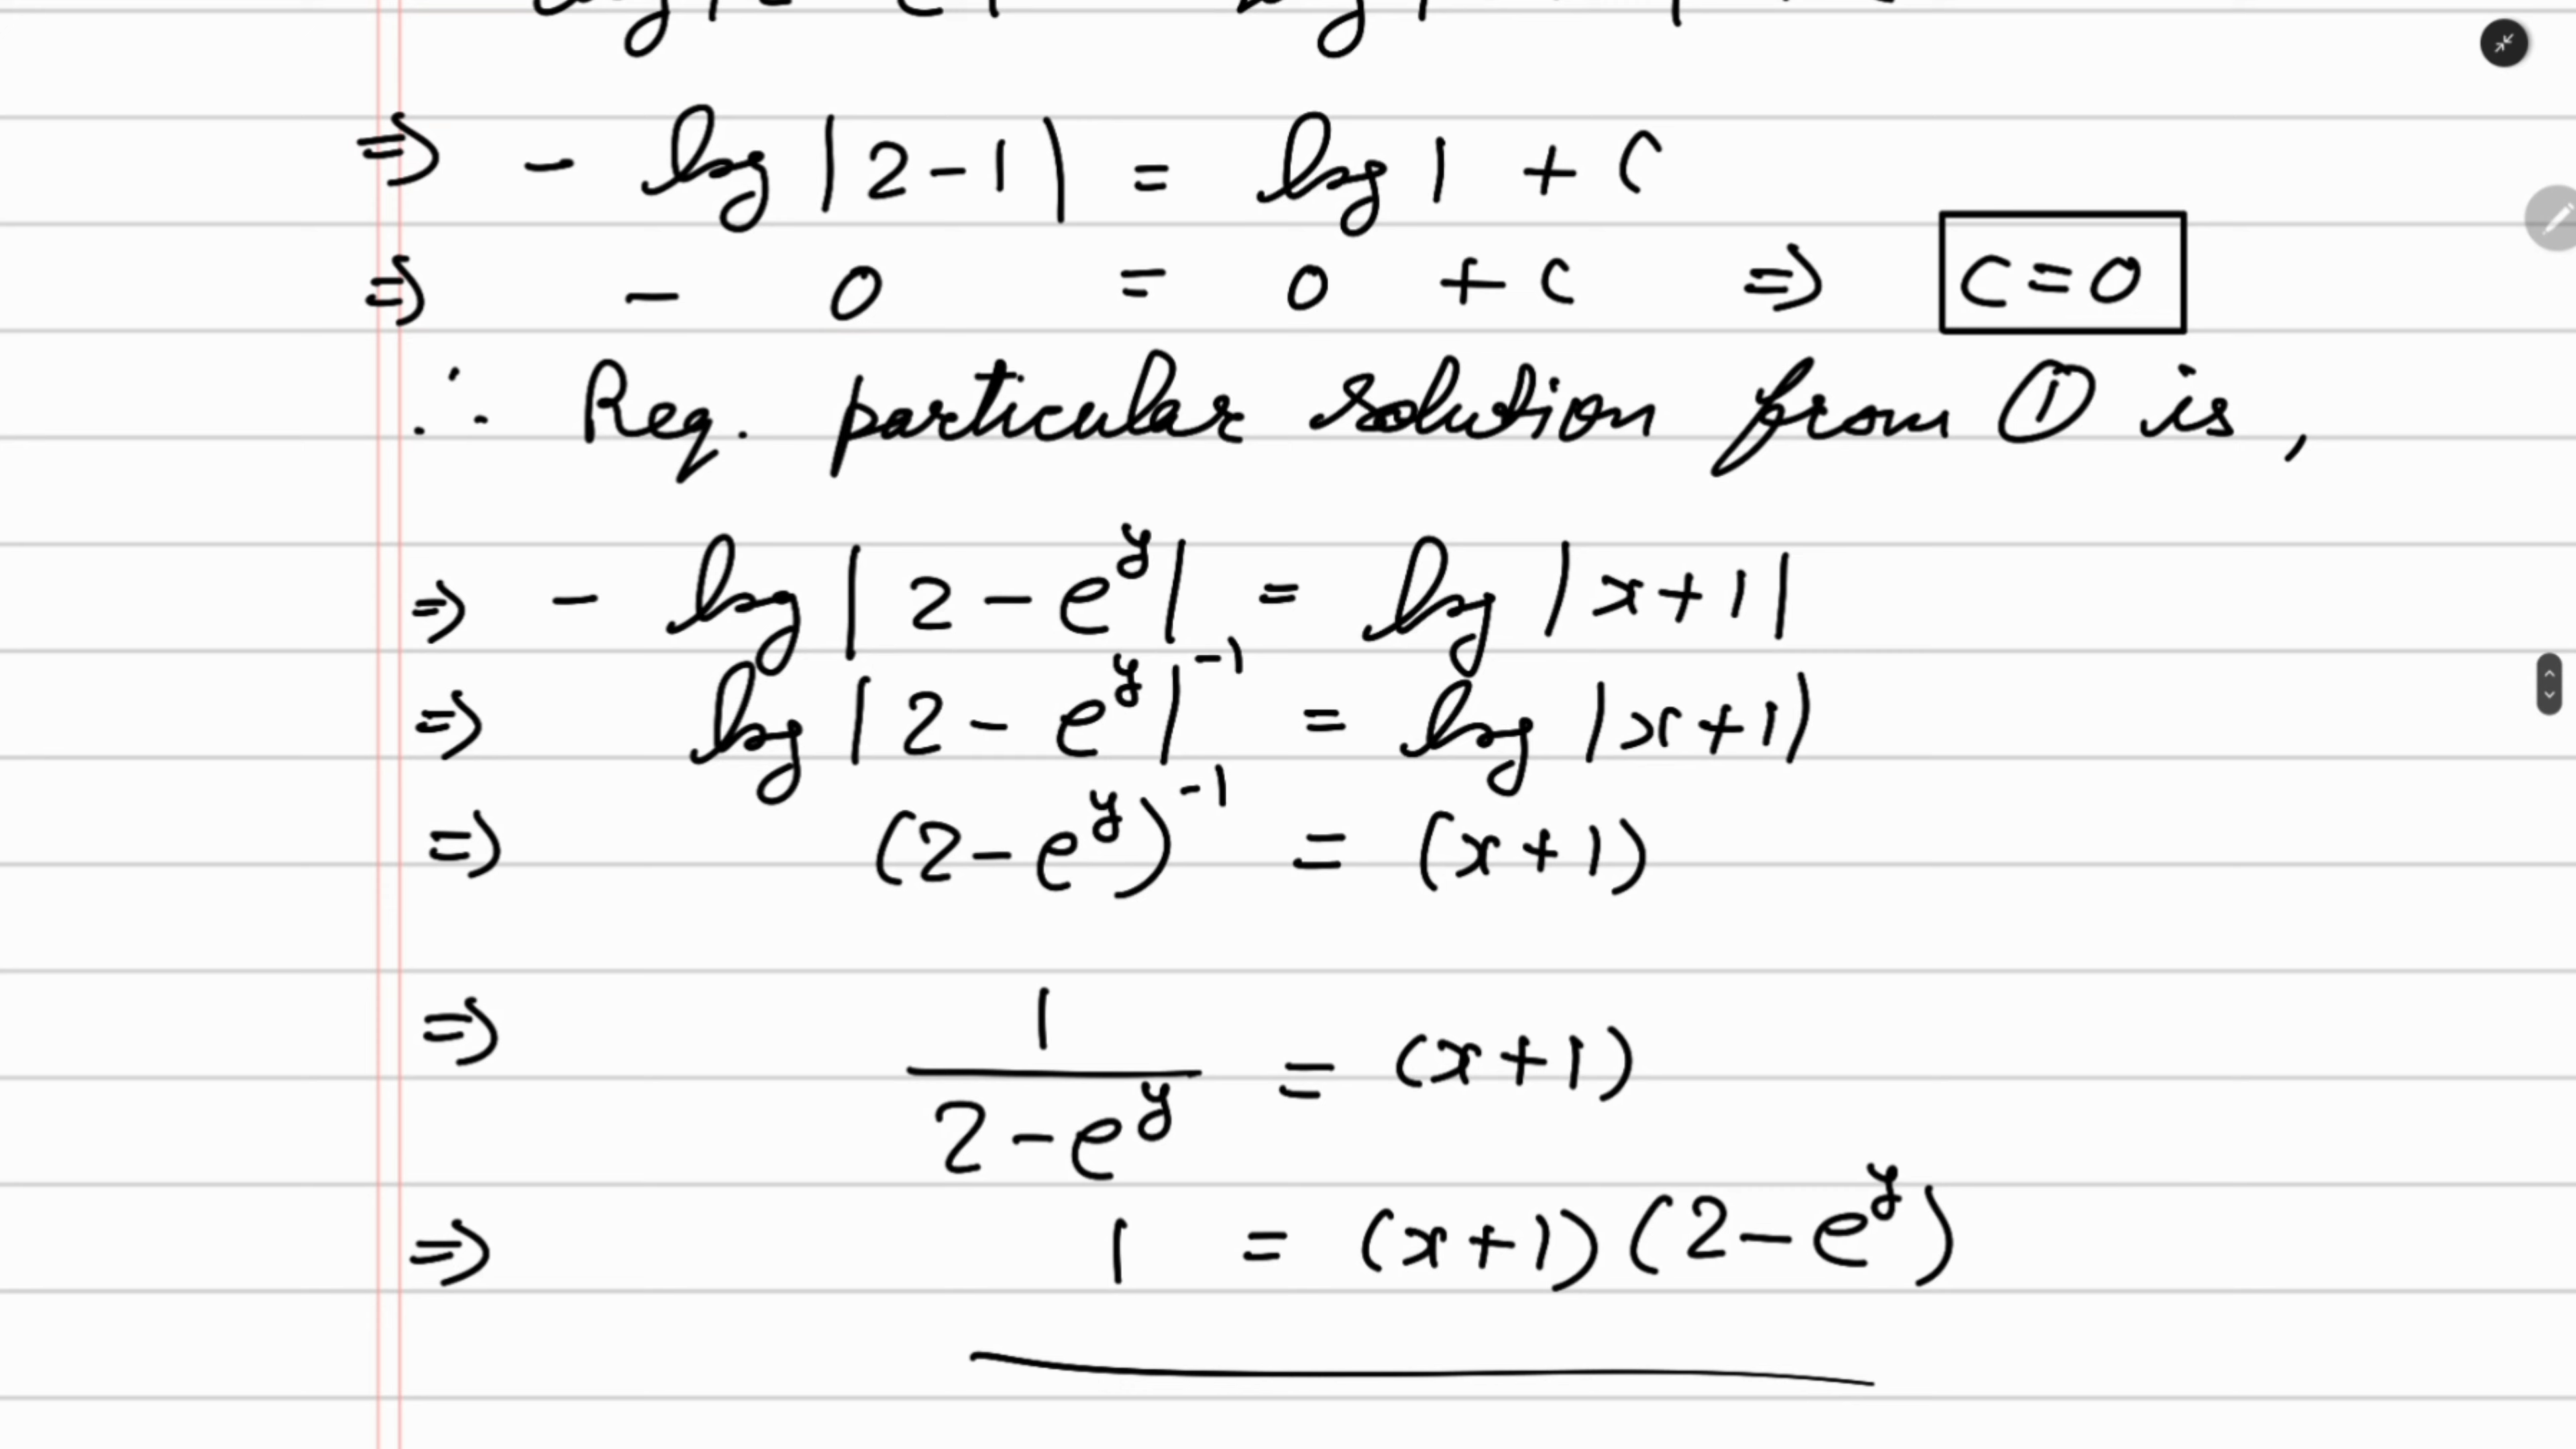 ⇒ - log |2-1| = log 1 + C
⇒ - 0 = 0 + C ⇒ C = 0
∴ Req. particular solution from ① is,
⇒ - log |2 - e^y| = log |x+1|
⇒ log |2 - e^y|^-1 = log |x+1|
⇒ (2 - e^y)^-1 = (x+1)
⇒ 1/(2 - e^y) = (x+1)
⇒ 1 = (x+1)(2 - e^y)